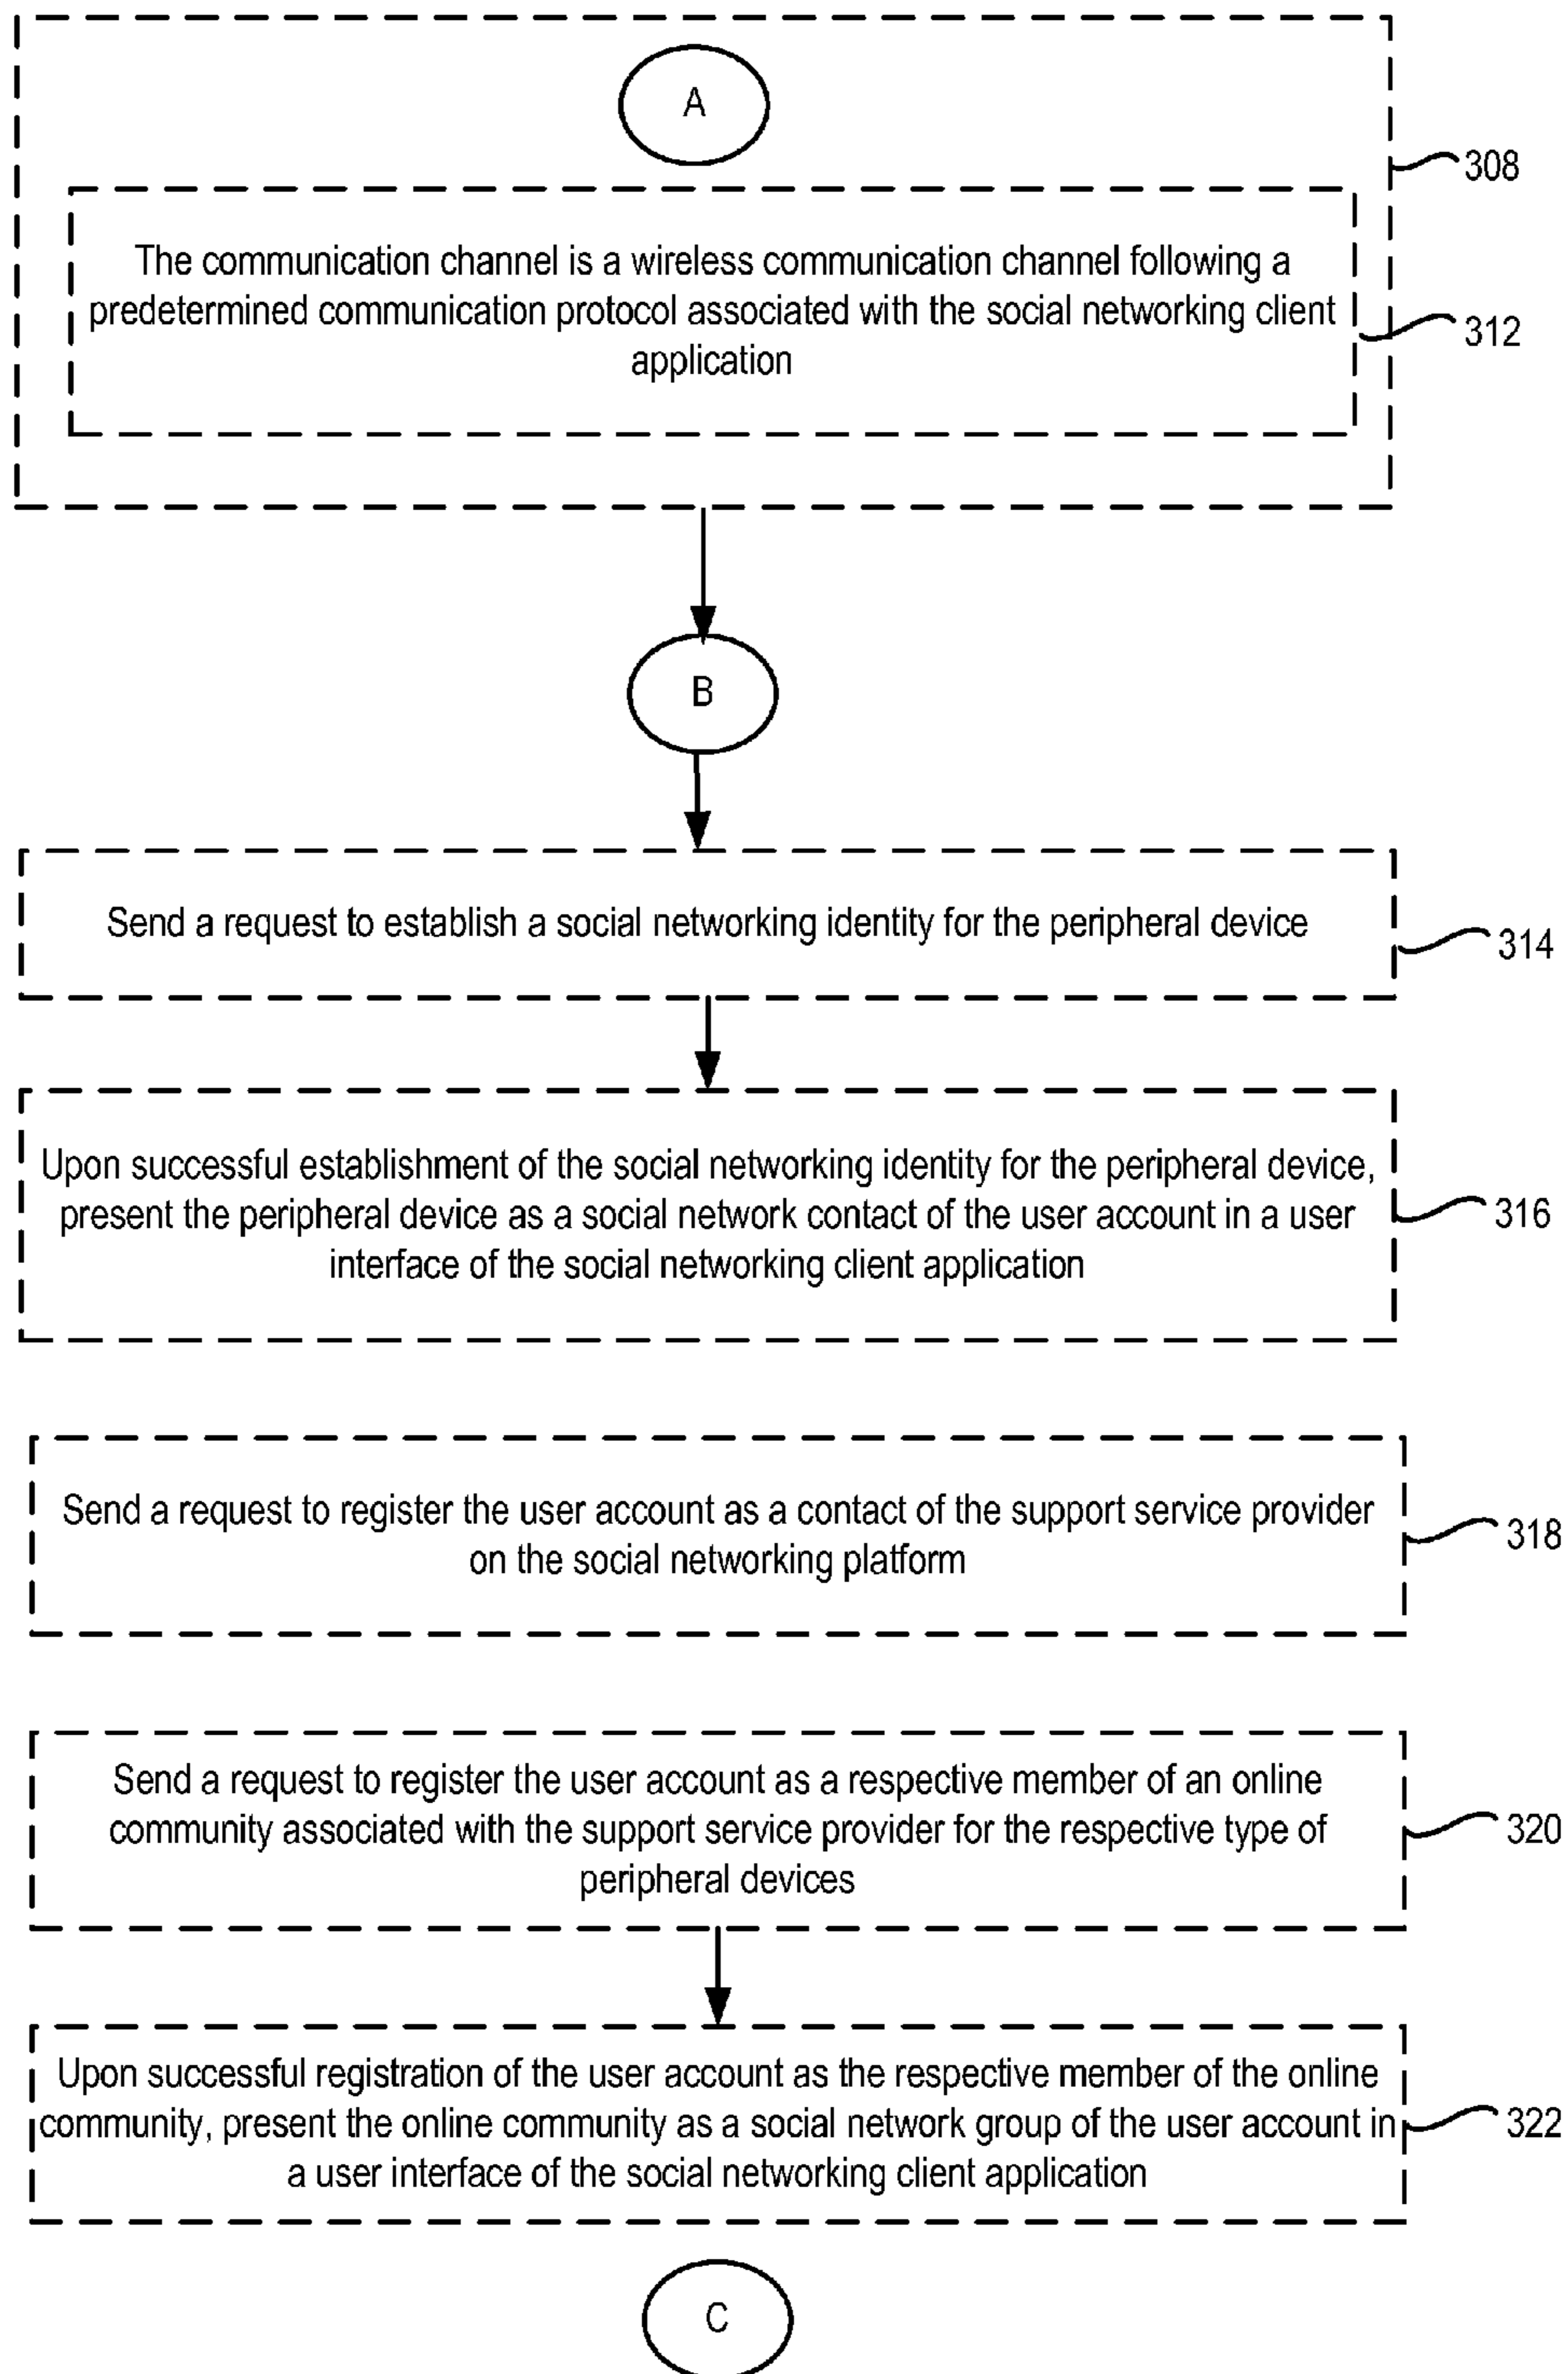 A
308
The communication channel is a wireless communication channel following a
predetermined communication protocol associated with the social networking client
application
312
B
Send a request to establish a social networking identity for the peripheral device
314
Upon successful establishment of the social networking identity for the peripheral device,
present the peripheral device as a social network contact of the user account in a user
interface of the social networking client application
316
Send a request to register the user account as a contact of the support service provider
on the social networking platform
318
Send a request to register the user account as a respective member of an online
community associated with the support service provider for the respective type of
peripheral devices
320
Upon successful registration of the user account as the respective member of the online
community, present the online community as a social network group of the user account in
a user interface of the social networking client application
322
C